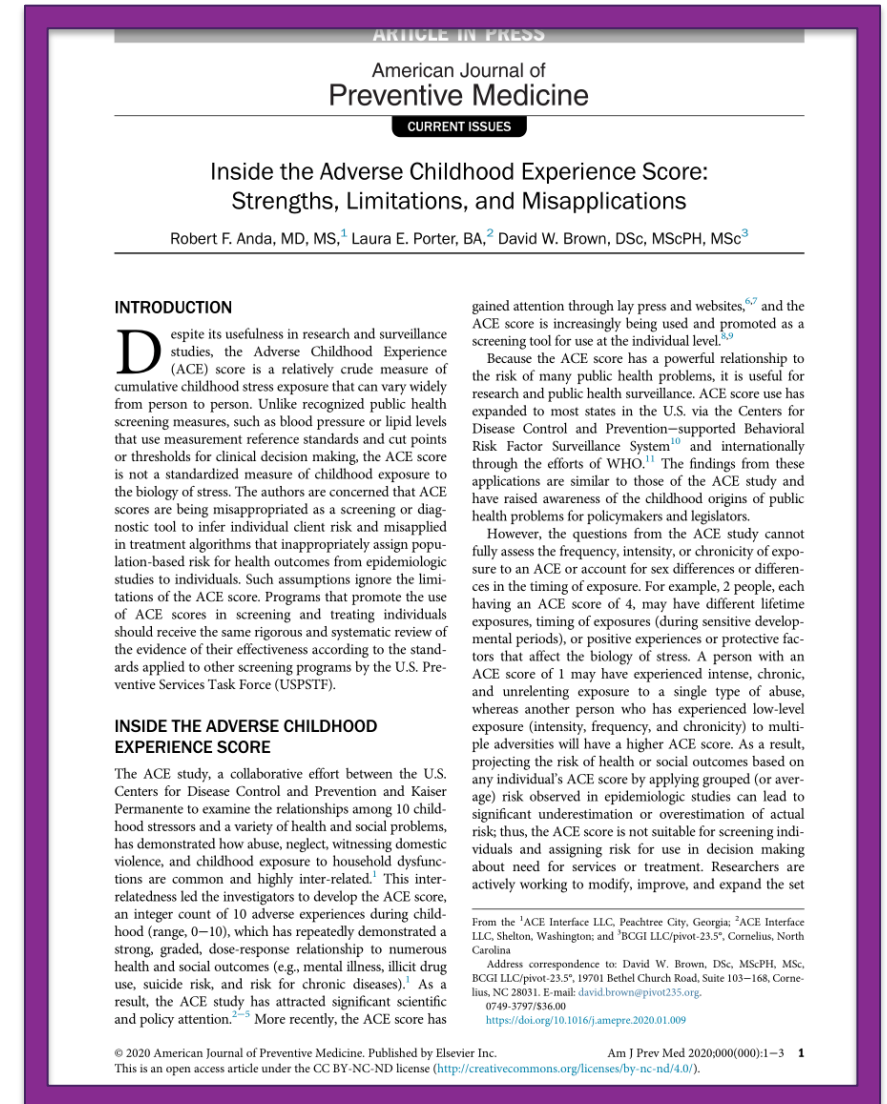 ARTICLE IN PRESS
American Journal of
Preventive Medicine
CURRENT ISSUES
Inside the Adverse Childhood Experience Score:
Strengths, Limitations, and Misapplications
Robert F. Anda, MD, MS,1 Laura E. Porter, BA,2 David W. Brown, DSc, MScPH, MSc3
INTRODUCTION
Despite its usefulness in research and surveillance
studies, the Adverse Childhood Experience
(ACE) score is a relatively crude measure of
cumulative childhood stress exposure that can vary widely
from person to person. Unlike recognized public health
screening measures, such as blood pressure or lipid levels
that use measurement reference standards and cut points
or thresholds for clinical decision making, the ACE score
is not a standardized measure of childhood exposure to
the biology of stress. The authors are concerned that ACE
scores are being misappropriated as a screening or diag-
nostic tool to infer individual client risk and misapplied
in treatment algorithms that inappropriately assign popu-
lation-based risk for health outcomes from epidemiologic
studies to individuals. Such assumptions ignore the limi-
tations of the ACE score. Programs that promote the use
of ACE scores in screening and treating individuals
should receive the same rigorous and systematic review of
the evidence of their effectiveness according to the stand-
ards applied to other screening programs by the U.S. Pre-
ventive Services Task Force (USPSTF).
INSIDE THE ADVERSE CHILDHOOD
EXPERIENCE SCORE
The ACE study, a collaborative effort between the U.S.
Centers for Disease Control and Prevention and Kaiser
Permanente to examine the relationships among 10 child-
hood stressors and a variety of health and social problems,
has demonstrated how abuse, neglect, witnessing domestic
violence, and childhood exposure to household dysfunc-
tions are common and highly inter-related.1 This inter-
relatedness led the investigators to develop the ACE score,
an integer count of 10 adverse experiences during child-
hood (range, 0−10), which has repeatedly demonstrated a
strong, graded, dose-response relationship to numerous
health and social outcomes (e.g., mental illness, illicit drug
use, suicide risk, and risk for chronic diseases).1 As a
result, the ACE study has attracted significant scientific
and policy attention.2−5 More recently, the ACE score has
gained attention through lay press and websites,6,7 and the
ACE score is increasingly being used and promoted as a
screening tool for use at the individual level.8,9
Because the ACE score has a powerful relationship to
the risk of many public health problems, it is useful for
research and public health surveillance. ACE score use has
expanded to most states in the U.S. via the Centers for
Disease Control and Prevention−supported Behavioral
Risk Factor Surveillance System10 and internationally
through the efforts of WHO.11 The findings from these
applications are similar to those of the ACE study and
have raised awareness of the childhood origins of public
health problems for policymakers and legislators.
However, the questions from the ACE study cannot
fully assess the frequency, intensity, or chronicity of expo-
sure to an ACE or account for sex differences or differen-
ces in the timing of exposure. For example, 2 people, each
having an ACE score of 4, may have different lifetime
exposures, timing of exposures (during sensitive develop-
mental periods), or positive experiences or protective fac-
tors that affect the biology of stress. A person with an
ACE score of 1 may have experienced intense, chronic,
and unrelenting exposure to a single type of abuse,
whereas another person who has experienced low-level
exposure (intensity, frequency, and chronicity) to multi-
ple adversities will have a higher ACE score. As a result,
projecting the risk of health or social outcomes based on
any individual's ACE score by applying grouped (or aver-
age) risk observed in epidemiologic studies can lead to
significant underestimation or overestimation of actual
risk; thus, the ACE score is not suitable for screening indi-
viduals and assigning risk for use in decision making
about need for services or treatment. Researchers are
actively working to modify, improve, and expand the set
From the 1ACE Interface LLC, Peachtree City, Georgia; 2ACE Interface
LLC, Shelton, Washington; and 3BCGI LLC/pivot-23.5°, Cornelius, North
Carolina
Address correspondence to: David W. Brown, DSc, MScPH, MSc,
BCGI LLC/pivot-23.5°, 19701 Bethel Church Road, Suite 103−168, Corne-
lius, NC 28031. E-mail: david.brown@pivot235.org.
0749-3797/$36.00
https://doi.org/10.1016/j.amepre.2020.01.009
© 2020 American Journal of Preventive Medicine. Published by Elsevier Inc.
Am J Prev Med 2020;000(000):1−3 1
This is an open access article under the CC BY-NC-ND license (http://creativecommons.org/licenses/by-nc-nd/4.0/).